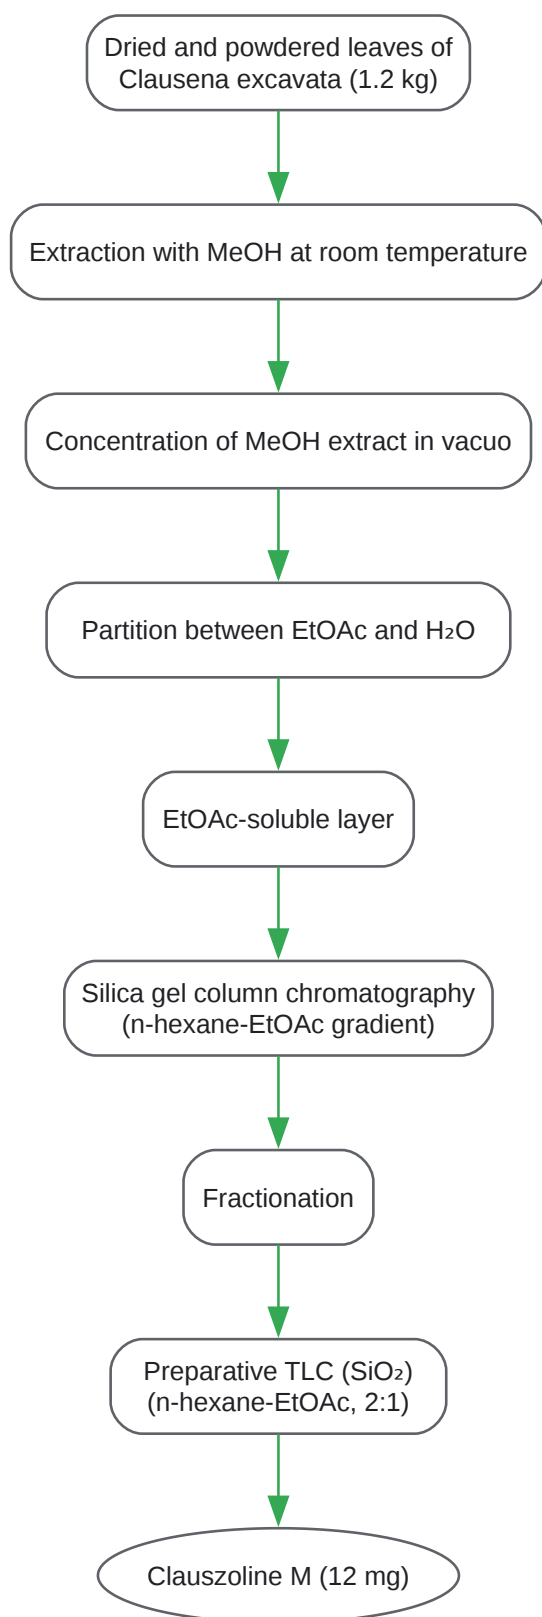 Dried and powdered leaves of
Clausena excavata (1.2 kg)
Extraction with MeOH at room temperature
Concentration of MeOH extract in vacuo
Partition between EtOAc and H₂O
EtOAc-soluble layer
Silica gel column chromatography
(n-hexane-EtOAc gradient)
Fractionation
Preparative TLC (SiO₂)
(n-hexane-EtOAc, 2:1)
Clauszoline M (12 mg)